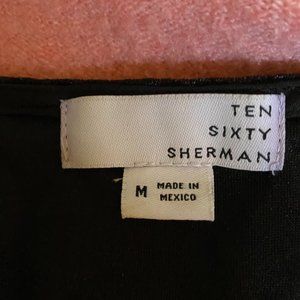 TEN
SIXTY
SHERMAN
M MADE IN
MEXICO